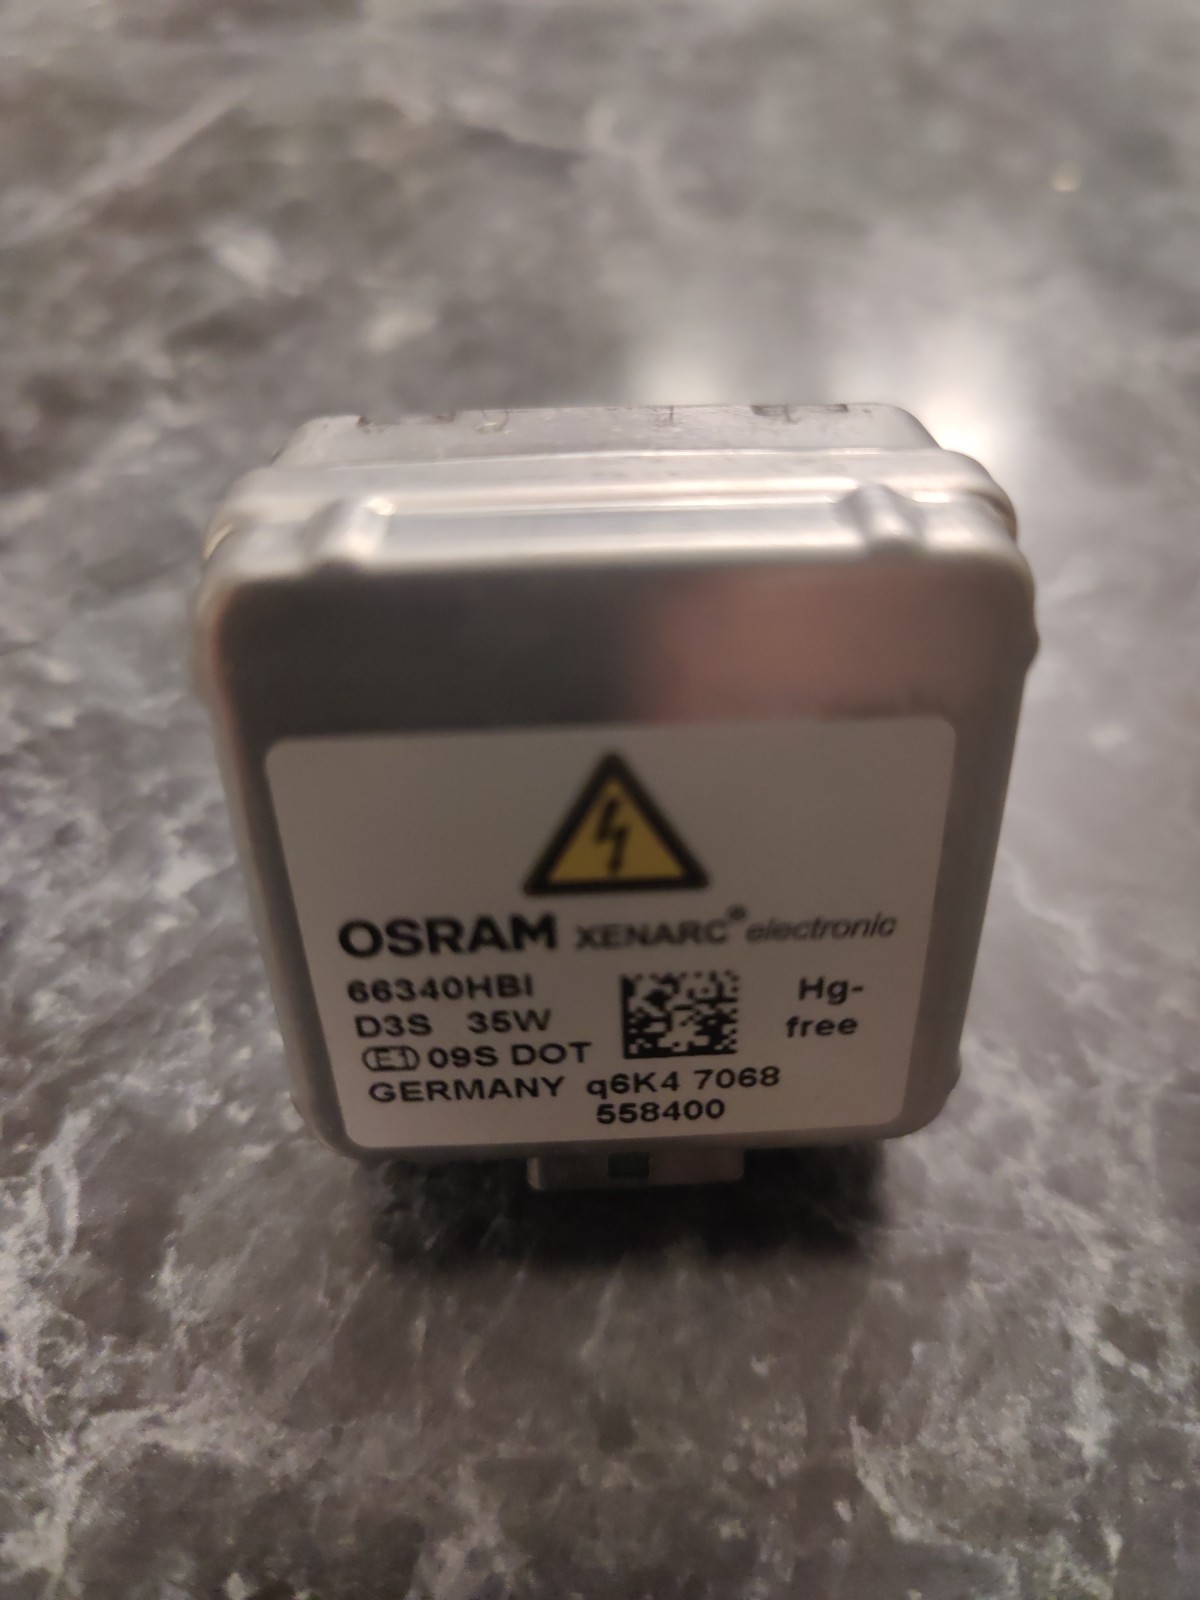 OSRAM XENARC® electronic
66340HBI
D3S 35W
Hg-
free
E1 09S DOT
GERMANY q6K4 7068
558400